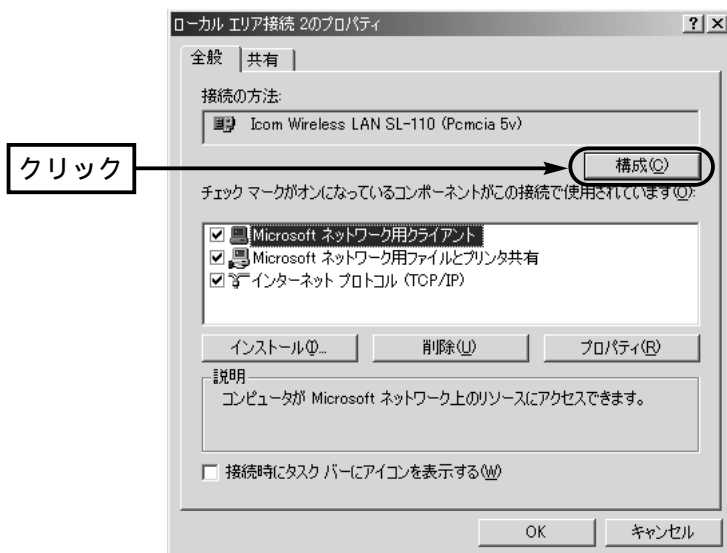 ローカル エリア接続 2のプロパティ
全般
共有
接続の方法:
Icom Wireless LAN SL-110 (Pcmcia 5v)
クリック
構成(C)
チェック マークがオンになっているコンポーネントがこの接続で使用されています(O):
Microsoft ネットワーク用クライアント
Microsoft ネットワーク用ファイルとプリンタ共有
インターネット プロトコル (TCP/IP)
インストール(I)...
削除(U)
プロパティ(R)
説明
コンピュータが Microsoft ネットワーク上のリソースにアクセスできます。
接続時にタスク バーにアイコンを表示する(W)
OK
キャンセル